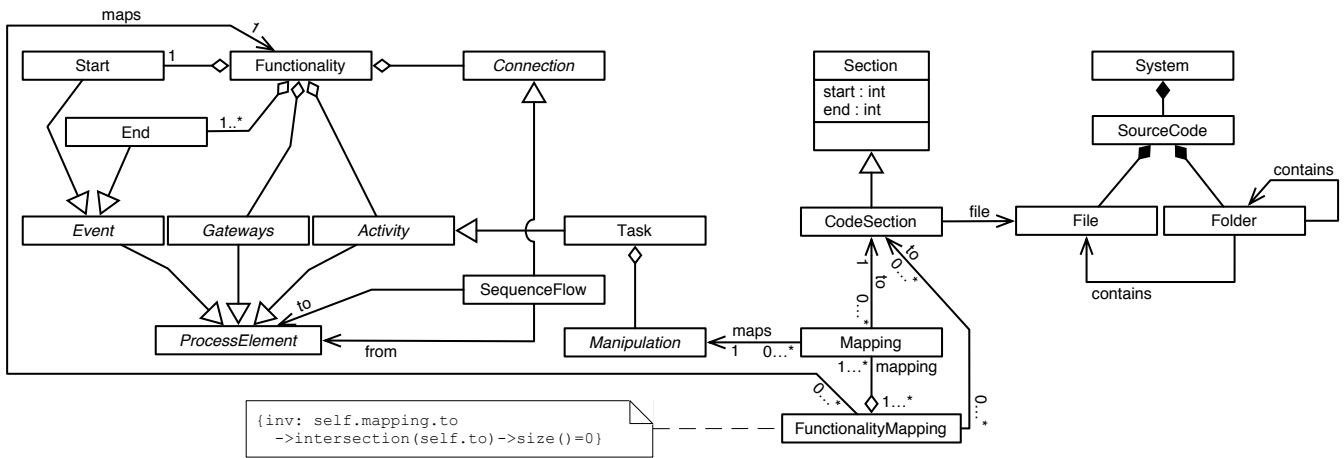 maps
1
Start
1
Functionality
Connection
Section
start : int
end : int
System
End
1..*
SourceCode
contains
Event
Gateways
Activity
Task
CodeSection
file
File
Folder
1
to
0...*
to
0...*
SequenceFlow
to
contains
ProcessElement
from
Manipulation
maps
1
0...*
Mapping
1...*
mapping
0...*
1...*
0...*
{inv: self.mapping.to
->intersection(self.to)->size()=0}
FunctionalityMapping